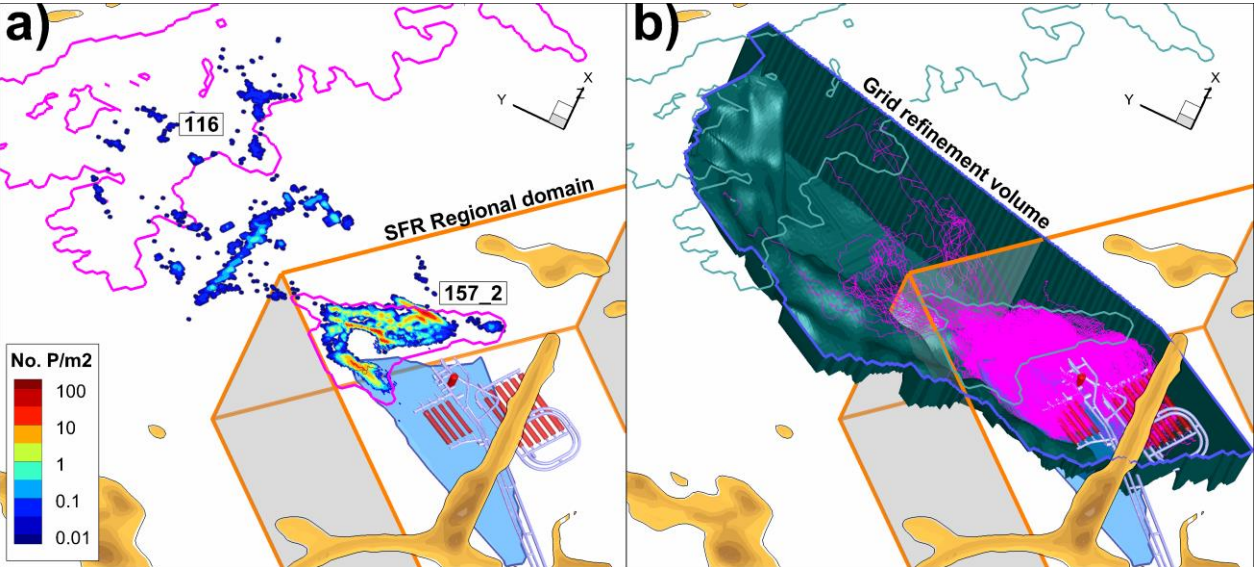 a)
116
X
Z
Y
SFR Regional domain
157_2
No. P/m2
100
10
1
0.1
0.01
b)
X
Z
Y
Grid refinement volume